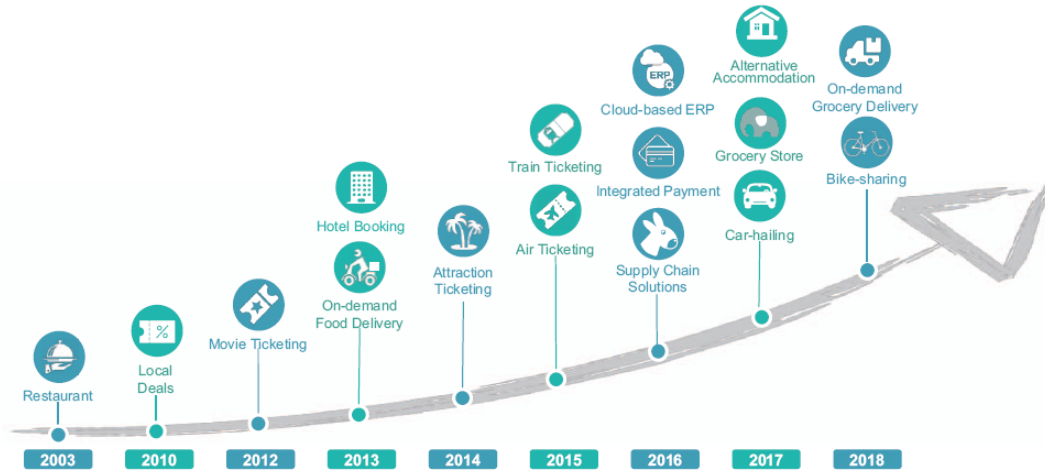 Restaurant
2003
%
Local
Deals
2010
Movie Ticketing
2012
Hotel Booking
On-demand
Food Delivery
2013
Attraction
Ticketing
2014
Train Ticketing
Air Ticketing
2015
ERP
Cloud-based ERP
Integrated Payment
Supply Chain
Solutions
2016
Alternative
Accommodation
Grocery Store
Car-hailing
2017
On-demand
Grocery Delivery
Bike-sharing
2018